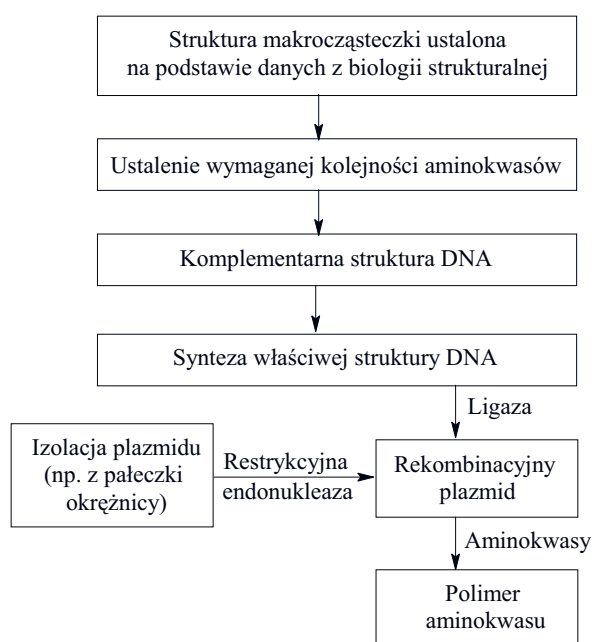 Struktura makrocząsteczki ustalona
na podstawie danych z biologii strukturalnej
Ustalenie wymaganej kolejności aminokwasów
Komplementarna struktura DNA
Synteza właściwej struktury DNA
Ligaza
Izolacja plazmidu
(np. z pałeczki
okrężnicy)
Restrykcyjna
endonukleaza
Rekombinacyjny
plazmid
Aminokwasy
Polimer
aminokwasu